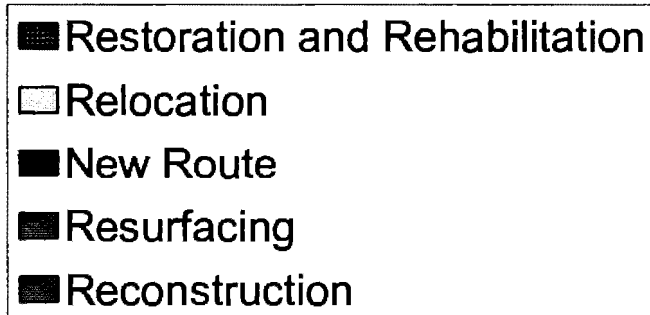 Restoration and Rehabilitation
Relocation
New Route
Resurfacing
Reconstruction